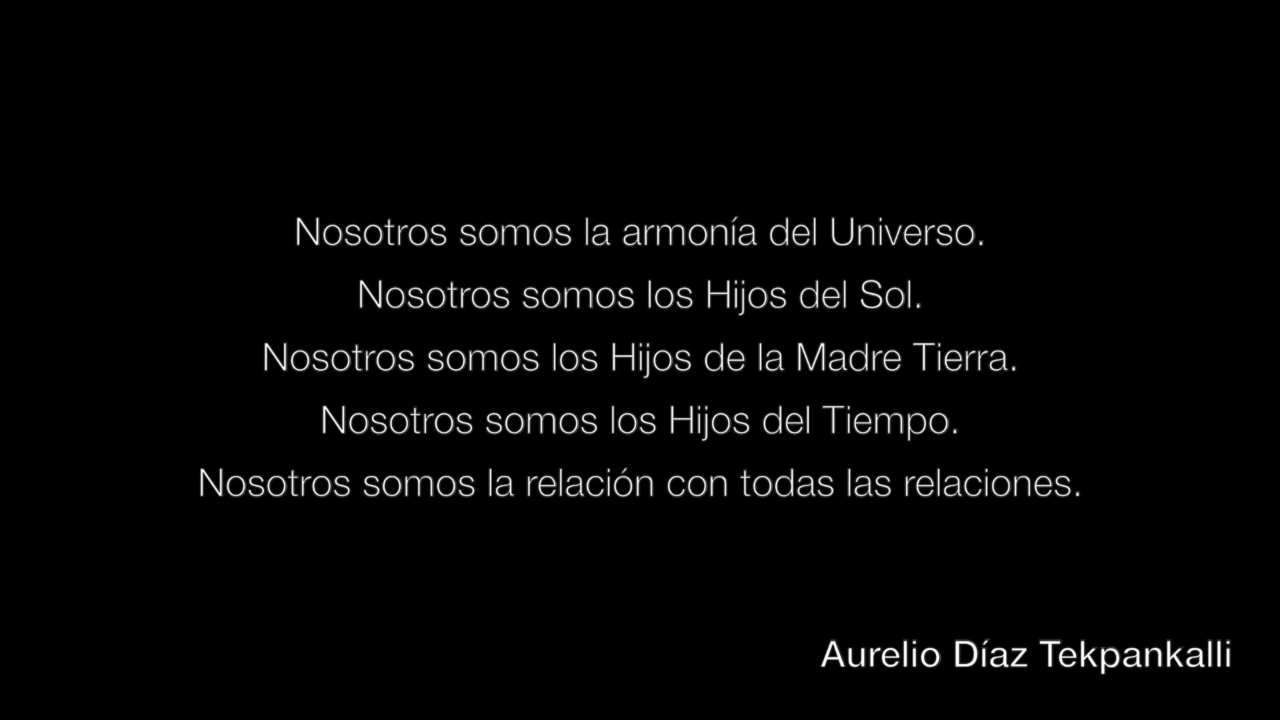 Nosotros somos la armonía del Universo.
Nosotros somos los Hijos del Sol.
Nosotros somos los Hijos de la Madre Tierra.
Nosotros somos los Hijos del Tiempo.
Nosotros somos la relación con todas las relaciones.
Aurelio Díaz Tekpankalli